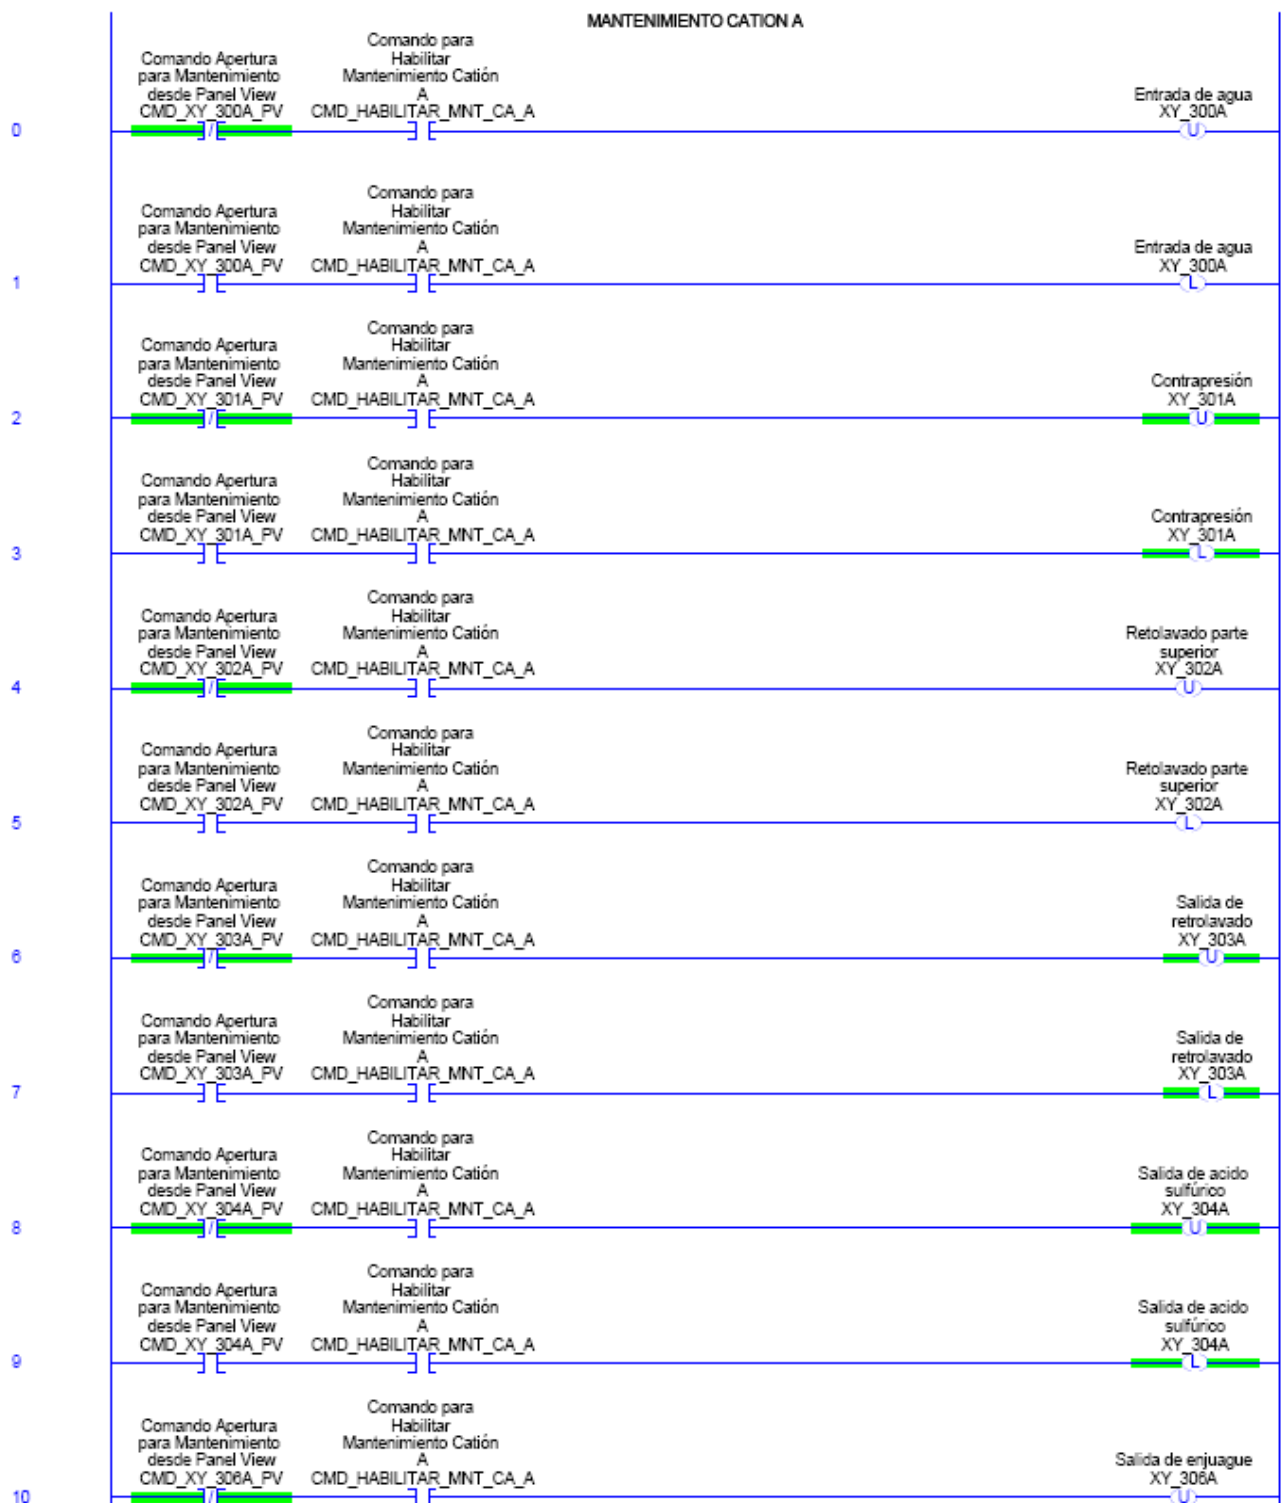 MANTENIMIENTO CATION A
Comando Apertura
para Mantenimiento
desde Panel View
CMD_XY_300A_PV
Comando para
Habilitar
Mantenimiento Catión
A
CMD_HABILITAR_MNT_CA_A
Entrada de agua
XY_300A
0
U
Comando Apertura
para Mantenimiento
desde Panel View
CMD_XY_300A_PV
Comando para
Habilitar
Mantenimiento Catión
A
CMD_HABILITAR_MNT_CA_A
Entrada de agua
XY_300A
1
L
Comando Apertura
para Mantenimiento
desde Panel View
CMD_XY_301A_PV
Comando para
Habilitar
Mantenimiento Catión
A
CMD_HABILITAR_MNT_CA_A
Contrapresión
XY_301A
2
U
Comando Apertura
para Mantenimiento
desde Panel View
CMD_XY_301A_PV
Comando para
Habilitar
Mantenimiento Catión
A
CMD_HABILITAR_MNT_CA_A
Contrapresión
XY_301A
3
L
Comando Apertura
para Mantenimiento
desde Panel View
CMD_XY_302A_PV
Comando para
Habilitar
Mantenimiento Catión
A
CMD_HABILITAR_MNT_CA_A
Retolavado parte
superior
XY_302A
4
U
Comando Apertura
para Mantenimiento
desde Panel View
CMD_XY_302A_PV
Comando para
Habilitar
Mantenimiento Catión
A
CMD_HABILITAR_MNT_CA_A
Retolavado parte
superior
XY_302A
5
L
Comando Apertura
para Mantenimiento
desde Panel View
CMD_XY_303A_PV
Comando para
Habilitar
Mantenimiento Catión
A
CMD_HABILITAR_MNT_CA_A
Salida de
retrolavado
XY_303A
6
U
Comando Apertura
para Mantenimiento
desde Panel View
CMD_XY_303A_PV
Comando para
Habilitar
Mantenimiento Catión
A
CMD_HABILITAR_MNT_CA_A
Salida de
retrolavado
XY_303A
7
L
Comando Apertura
para Mantenimiento
desde Panel View
CMD_XY_304A_PV
Comando para
Habilitar
Mantenimiento Catión
A
CMD_HABILITAR_MNT_CA_A
Salida de acido
sulfúrico
XY_304A
8
U
Comando Apertura
para Mantenimiento
desde Panel View
CMD_XY_304A_PV
Comando para
Habilitar
Mantenimiento Catión
A
CMD_HABILITAR_MNT_CA_A
Salida de acido
sulfúrico
XY_304A
9
L
Comando Apertura
para Mantenimiento
desde Panel View
CMD_XY_306A_PV
Comando para
Habilitar
Mantenimiento Catión
A
CMD_HABILITAR_MNT_CA_A
Salida de enjuague
XY_306A
10
U